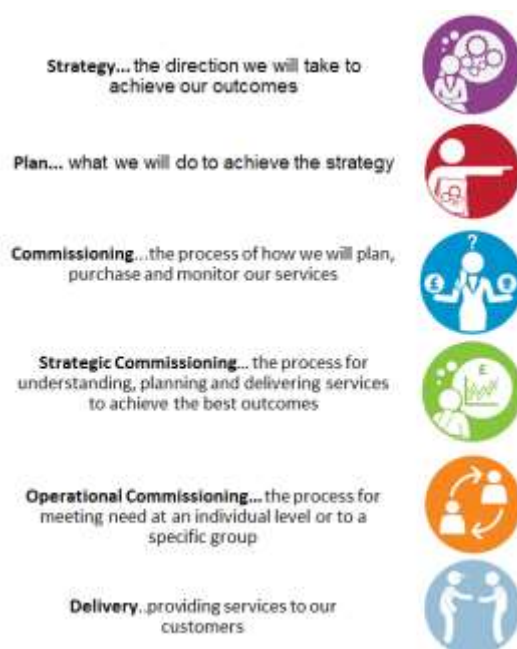 Strategy... the direction we will take to
achieve our outcomes
Plan... what we will do to achieve the strategy
Commissioning...the process of how we will plan,
purchase and monitor our services
?
£
Strategic Commissioning... the process for
understanding, planning and delivering services
to achieve the best outcomes
£
Operational Commissioning... the process for
meeting need at an individual level or to a
specific group
Delivery..providing services to our
customers